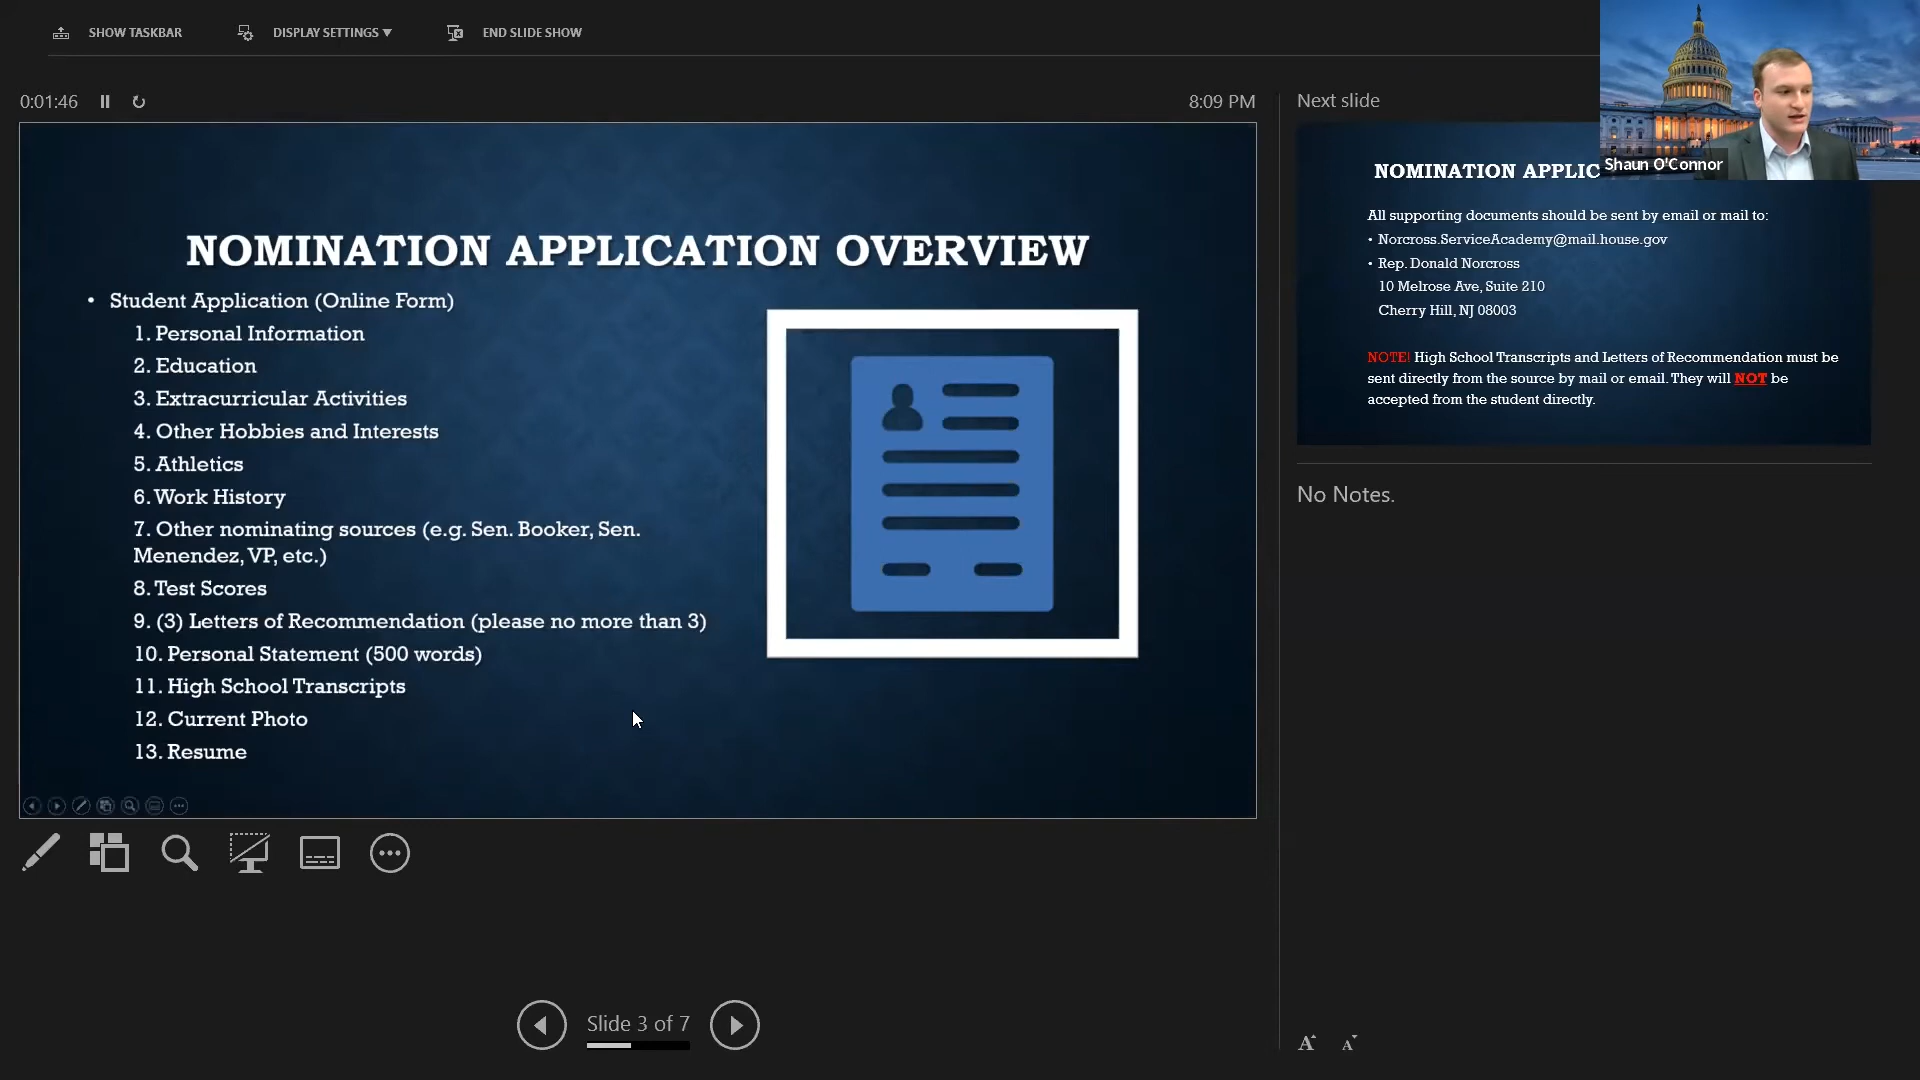 SHOW TASKBAR
DISPLAY SETTINGS ▼
END SLIDE SHOW
0:01:46
8:09 PM
NOMINATION APPLICATION OVERVIEW
• Student Application (Online Form)
1. Personal Information
2. Education
3. Extracurricular Activities
4. Other Hobbies and Interests
5. Athletics
6. Work History
7. Other nominating sources (e.g. Sen. Booker, Sen.
Menendez, VP, etc.)
8. Test Scores
9. (3) Letters of Recommendation (please no more than 3)
10. Personal Statement (500 words)
11. High School Transcripts
12. Current Photo
13. Resume
Slide 3 of 7
Next slide
Shaun O'Connor
NOMINATION APPLIC
All supporting documents should be sent by email or mail to:
• Norcross.ServiceAcademy@mail.house.gov
• Rep. Donald Norcross
10 Melrose Ave, Suite 210
Cherry Hill, NJ 08003
NOTE! High School Transcripts and Letters of Recommendation must be
sent directly from the source by mail or email. They will NOT be
accepted from the student directly.
No Notes.
A A